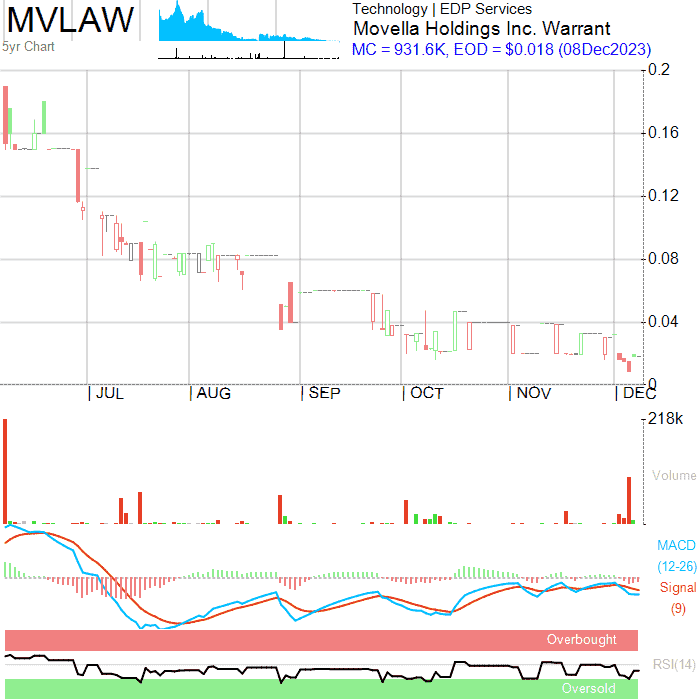 MVLAW
5yr Chart
Technology | EDP Services
Movella Holdings Inc. Warrant
MC = 931.6K, EOD = $0.018 (08Dec2023)
0.2
0.16
0.12
0.08
0.04
0
JUL AUG SEP OCT NOV DEC
218k
Volume
MACD
(12-26)
Signal
(9)
Overbought
RSI(14)
Oversold